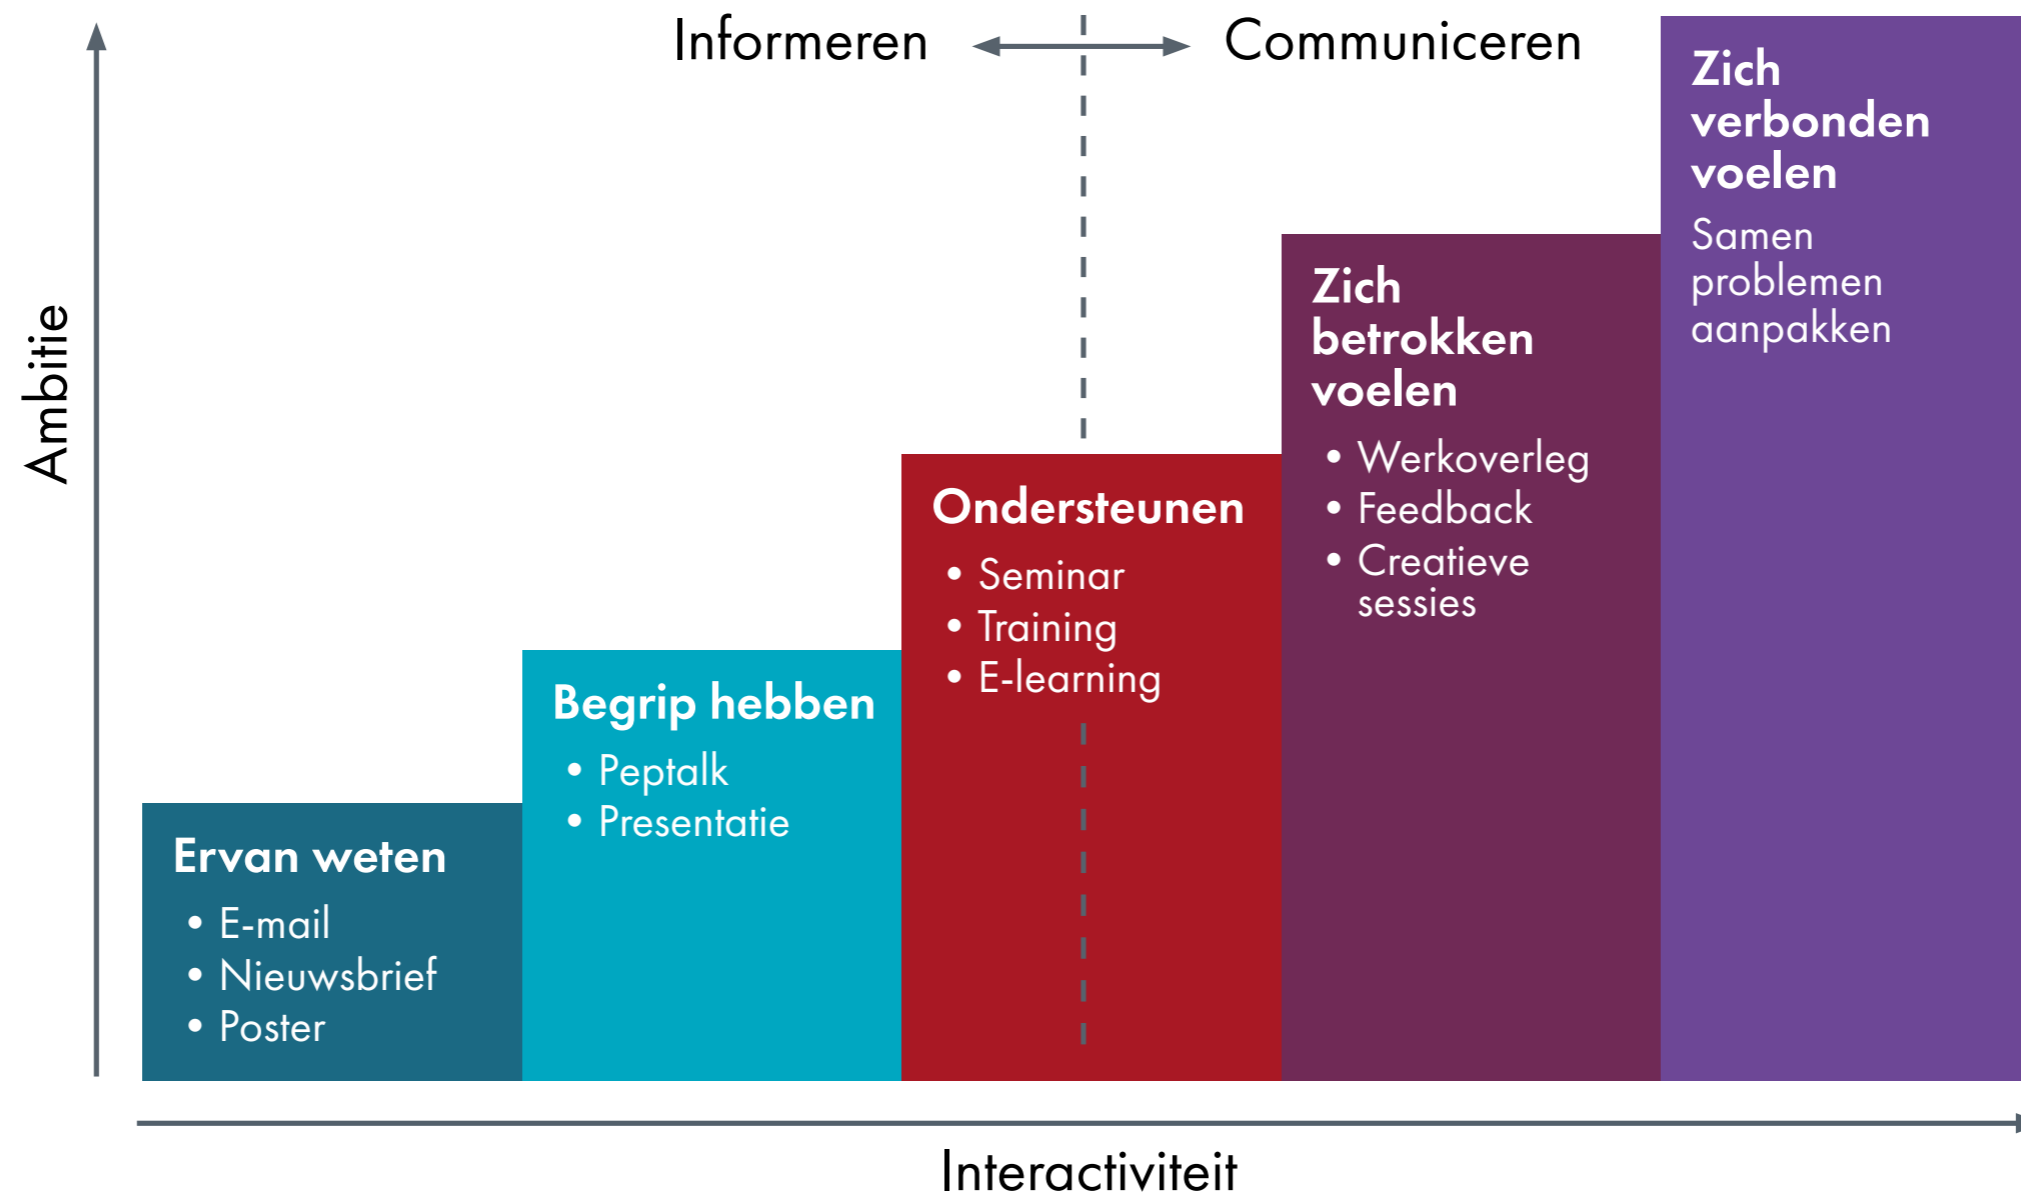 Informeren
Communiceren
Ambitie
Ervan weten
• E-mail
• Nieuwsbrief
• Poster
Begrip hebben
• Peptalk
• Presentatie
Ondersteunen
• Seminar
• Training
• E-learning
Zich
betrokken
voelen
• Werkoverleg
• Feedback
• Creatieve
sessies
Zich
verbonden
voelen
Samen
problemen
aanpakken
Interactiviteit